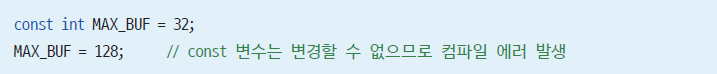 const int MAX_BUF = 32;
MAX_BUF = 128; // const 변수는 변경할 수 없으므로 컴파일 에러 발생